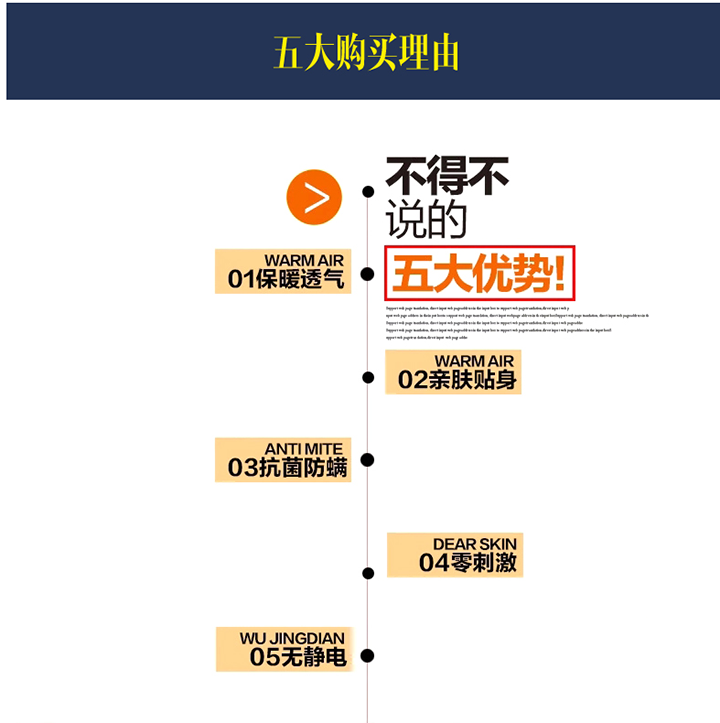 五大购买理由
不得不
说的
五大优势!
WARM AIR
01保暖透气
WARM AIR
02亲肤贴身
ANTI MITE
03抗菌防螨
DEAR SKIN
04零刺激
WU JINGDIAN
05无静电